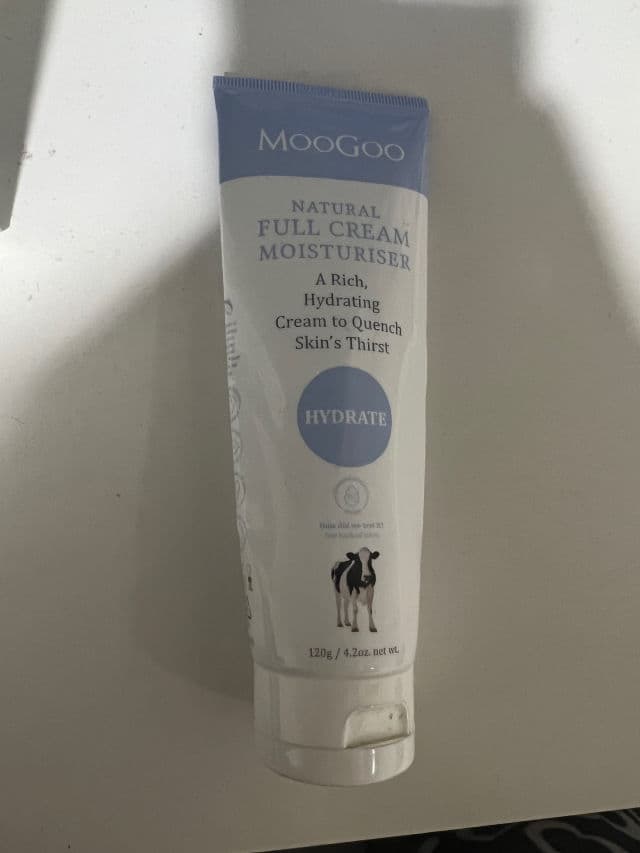 MOOGOO
NATURAL
FULL CREAM
MOISTURISER
A Rich,
Hydrating
Cream to Quench
Skin's Thirst
HYDRATE
120g / 4.2oz. net wt.